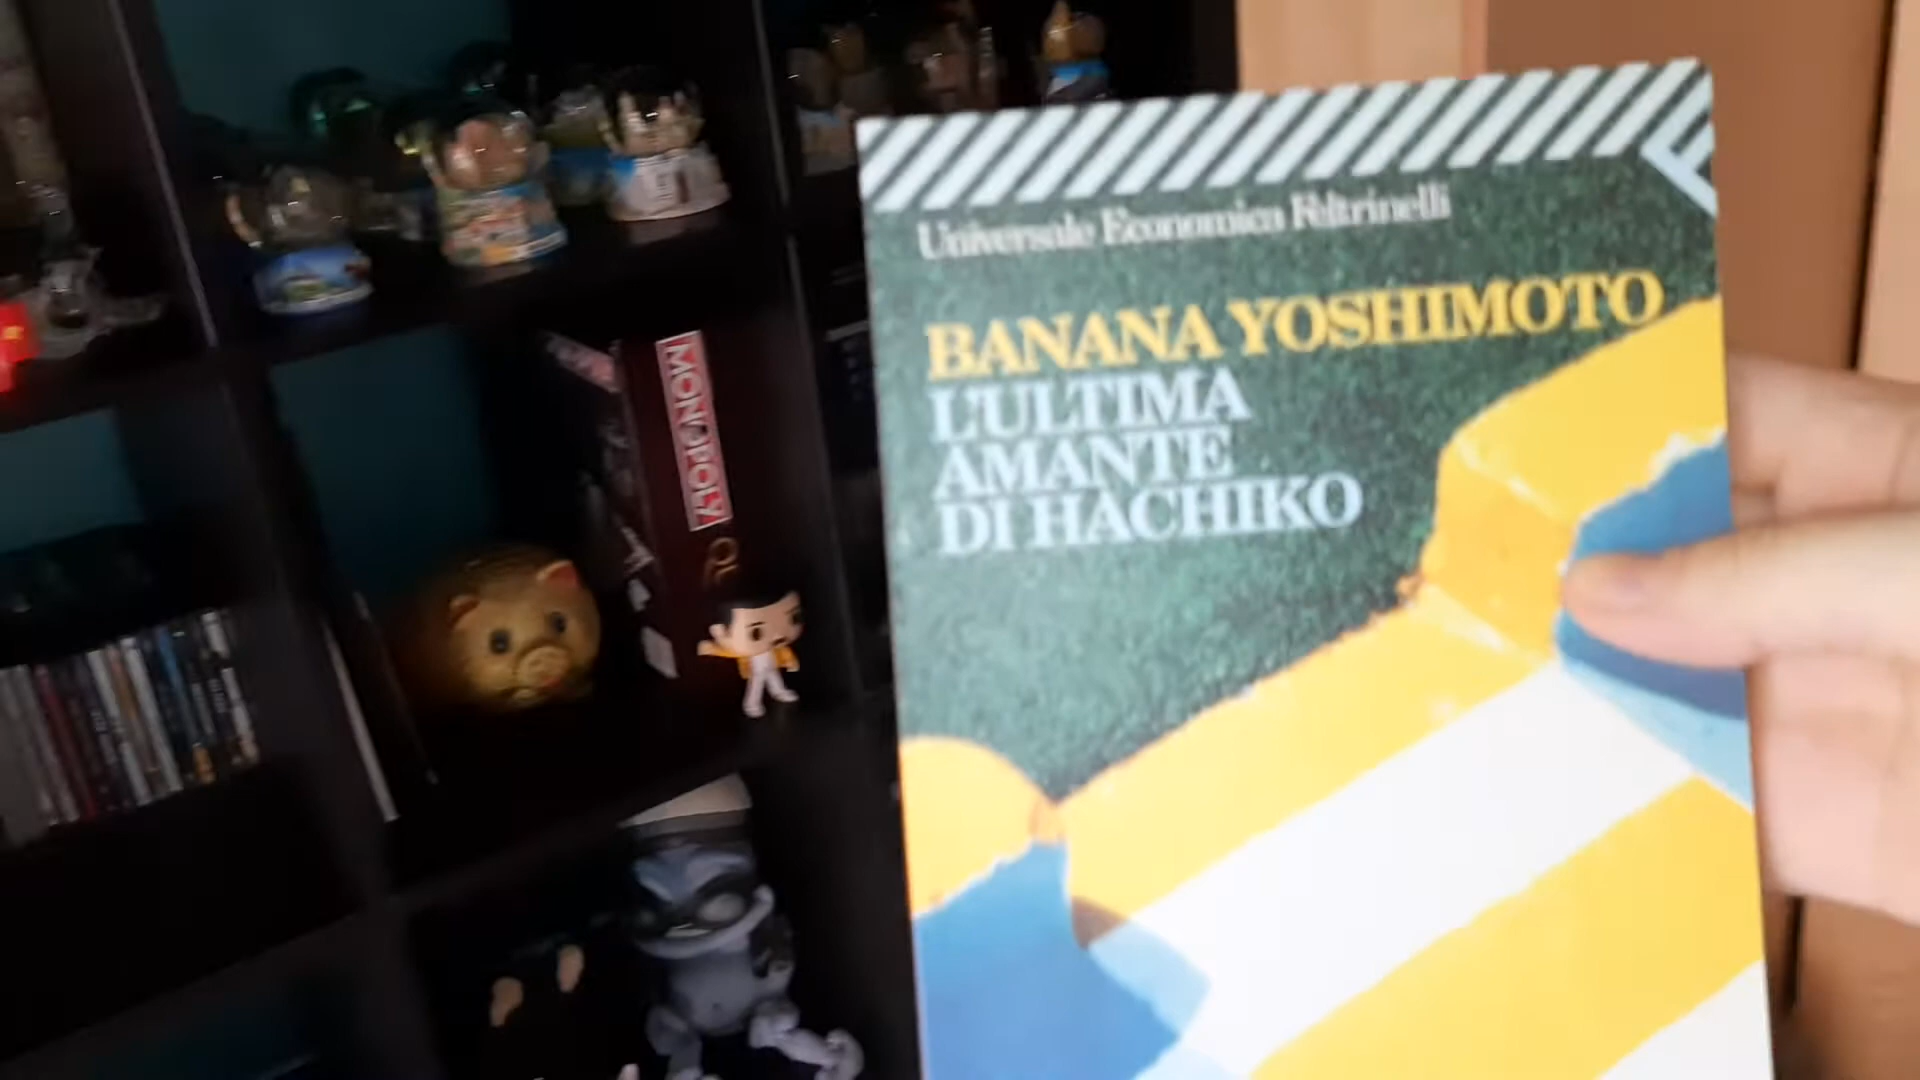 Universale Economica Feltrinelli
BANANA YOSHIMOTO
L'ULTIMA
AMANTE
DI HACHIKO
MONOPOLY